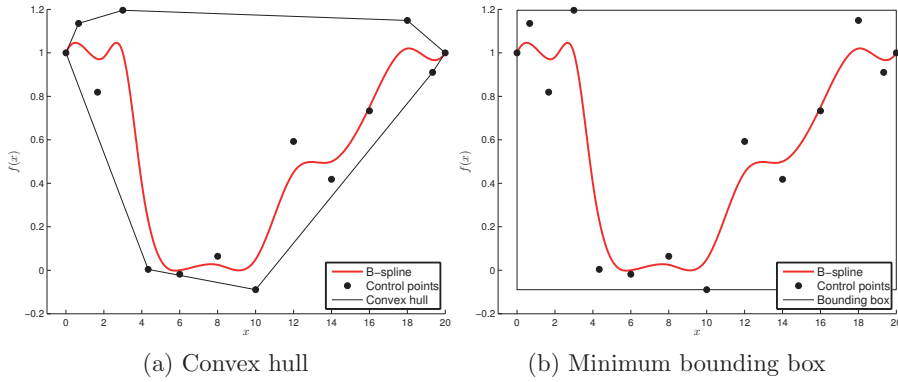 1.2
1
0.8
0.6
0.4
0.2
0
−0.2
f(x)
0 2 4 6 8 10 12 14 16 18 20
x
B−spline
Control points
Convex hull
(a) Convex hull
1.2
1
0.8
0.6
0.4
0.2
0
−0.2
f(x)
0 2 4 6 8 10 12 14 16 18 20
x
B−spline
Control points
Bounding box
(b) Minimum bounding box